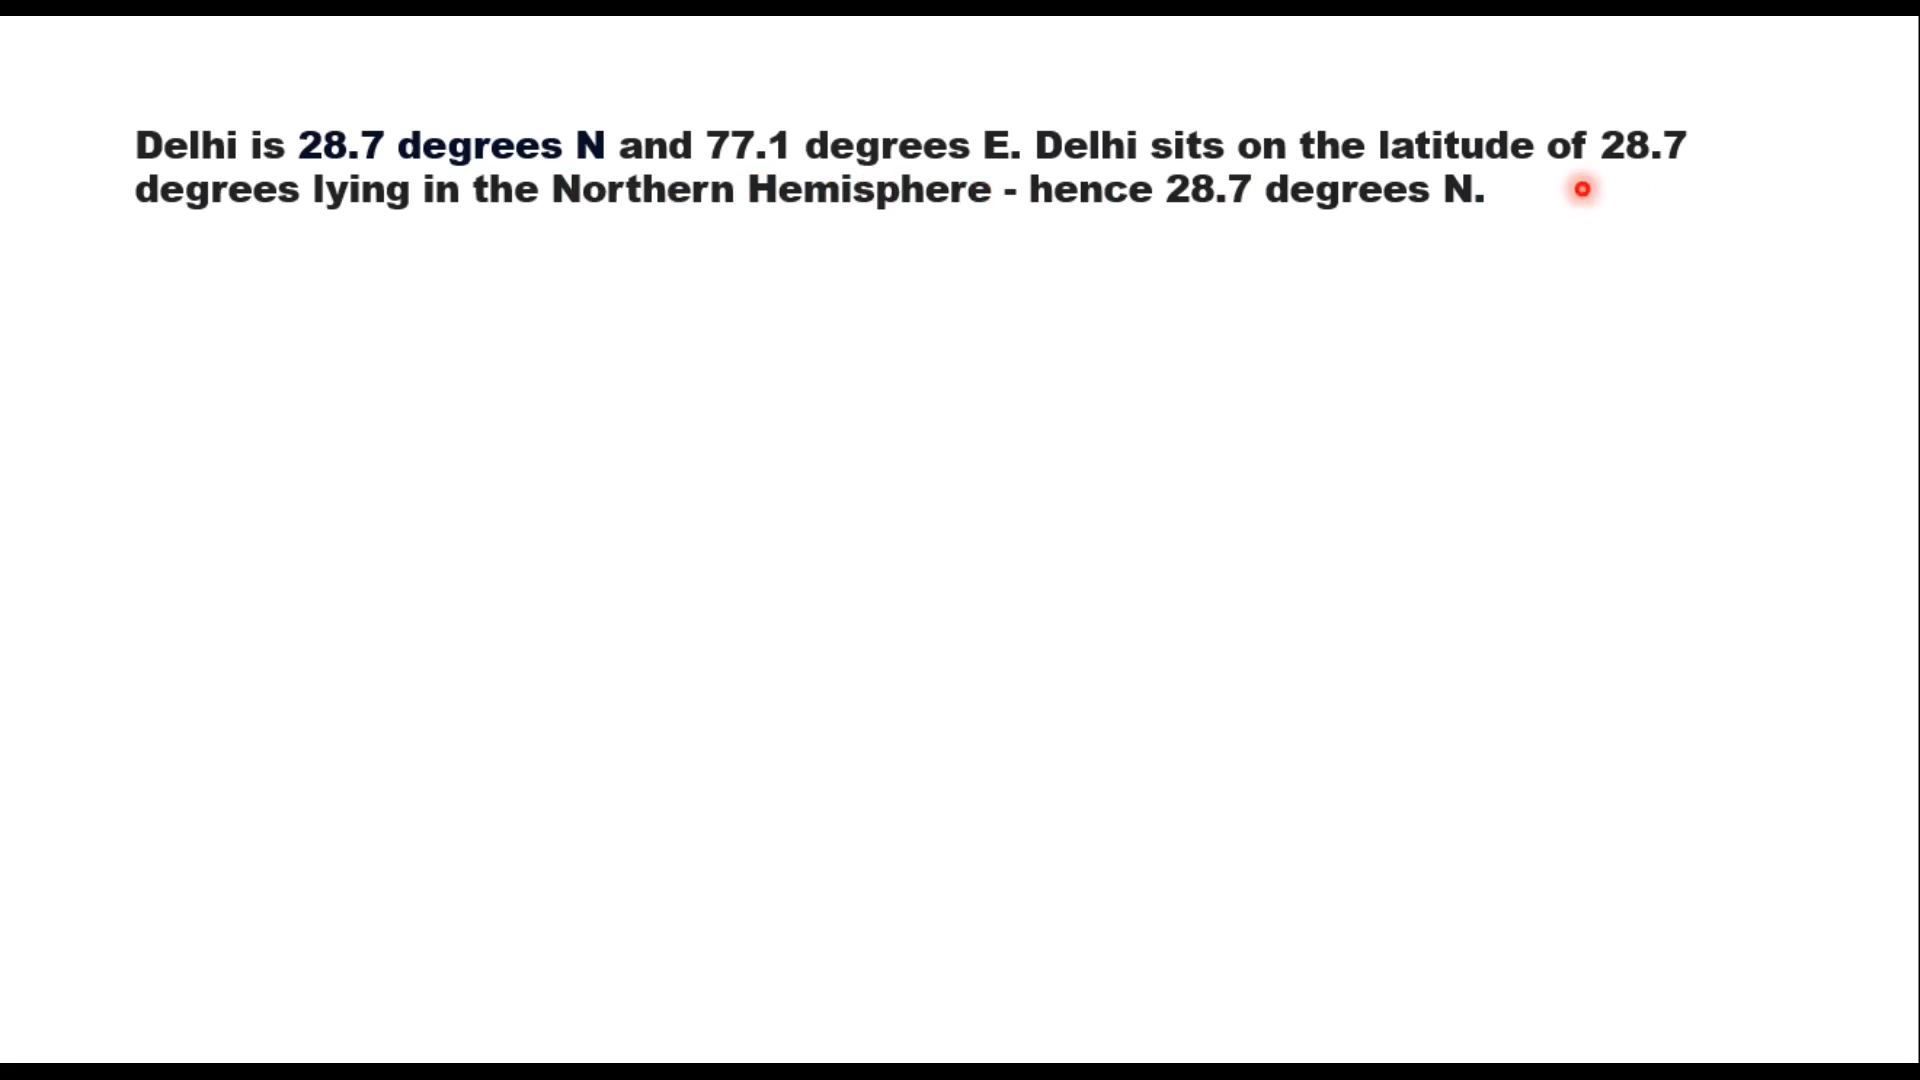 Delhi is 28.7 degrees N and 77.1 degrees E. Delhi sits on the latitude of 28.7
degrees lying in the Northern Hemisphere - hence 28.7 degrees N.